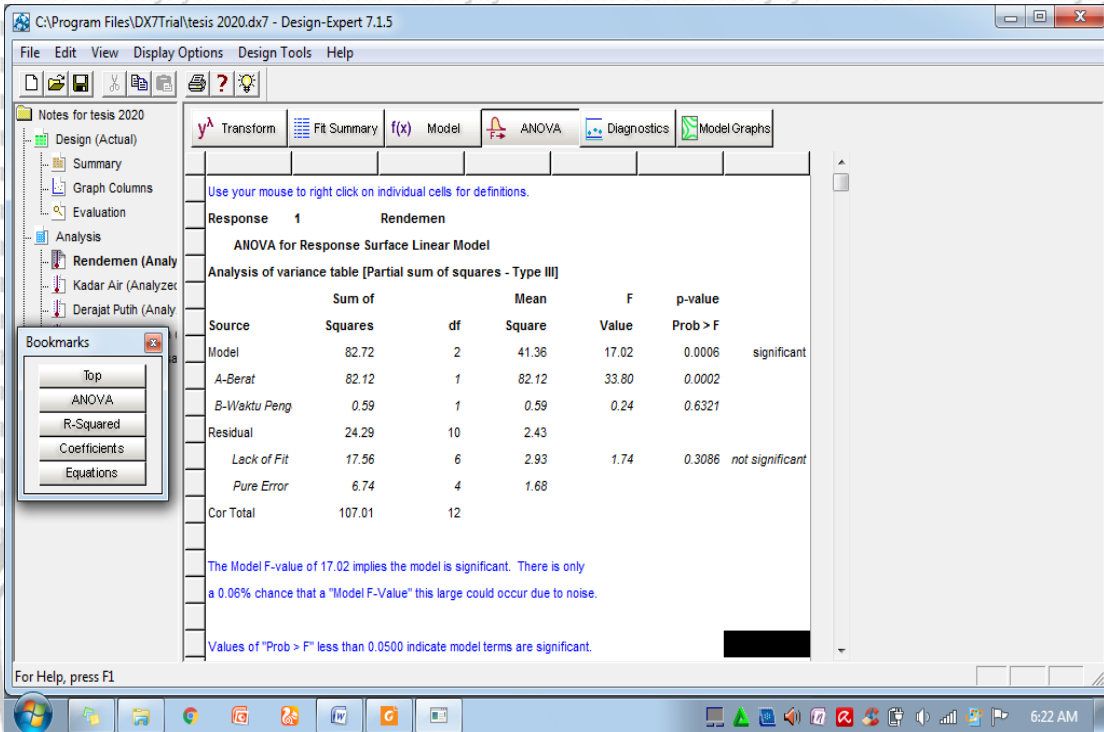 C:\Program Files\DX7Trial\tesis 2020.dx7 - Design-Expert 7.1.5
File Edit View Display Options Design Tools Help
Notes for tesis 2020
Design (Actual)
Summary
Graph Columns
Evaluation
Analysis
Rendemen (Analy
Kadar Air (Analyzed
Derajat Putih (Analy
Bookmarks
Top
ANOVA
R-Squared
Coefficients
Equations
yλ Transform Fit Summary f(x) Model ANOVA Diagnostics Model Graphs
Use your mouse to right click on individual cells for definitions.
Response 1 Rendemen
ANOVA for Response Surface Linear Model
Analysis of variance table [Partial sum of squares - Type III]
Sum of Mean F p-value
Source Squares df Square Value Prob > F
Model 82.72 2 41.36 17.02 0.0006 significant
A-Berat 82.12 1 82.12 33.80 0.0002
B-Waktu Peng 0.59 1 0.59 0.24 0.6321
Residual 24.29 10 2.43
Lack of Fit 17.56 6 2.93 1.74 0.3086 not significant
Pure Error 6.74 4 1.68
Cor Total 107.01 12
The Model F-value of 17.02 implies the model is significant. There is only
a 0.06% chance that a "Model F-Value" this large could occur due to noise.
Values of "Prob > F" less than 0.0500 indicate model terms are significant.
For Help, press F1
6:22 AM